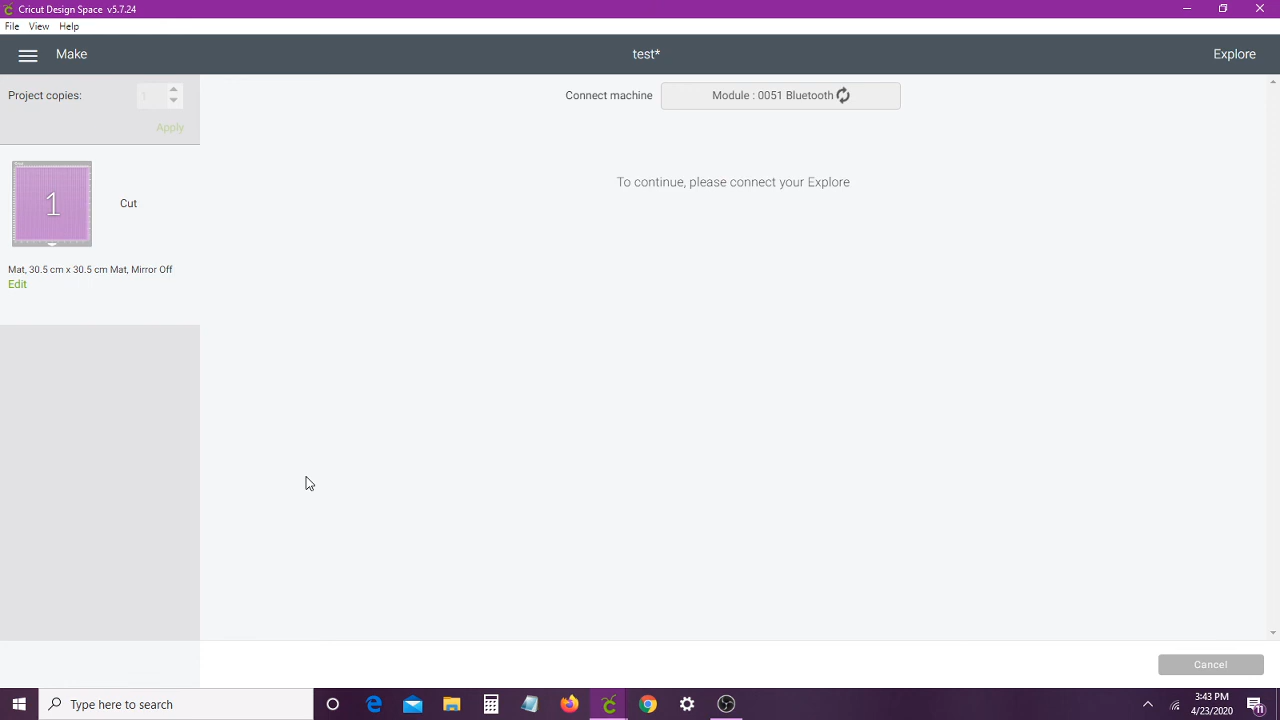 Cricut Design Space v5.7.24
File View Help
Make
test*
Explore
Project copies:
1
Apply
Connect machine
Module : 0051 Bluetooth
To continue, please connect your Explore
1
Cut
Mat, 30.5 cm x 30.5 cm Mat, Mirror Off
Edit
Cancel
Type here to search
3:43 PM
4/23/2020
11